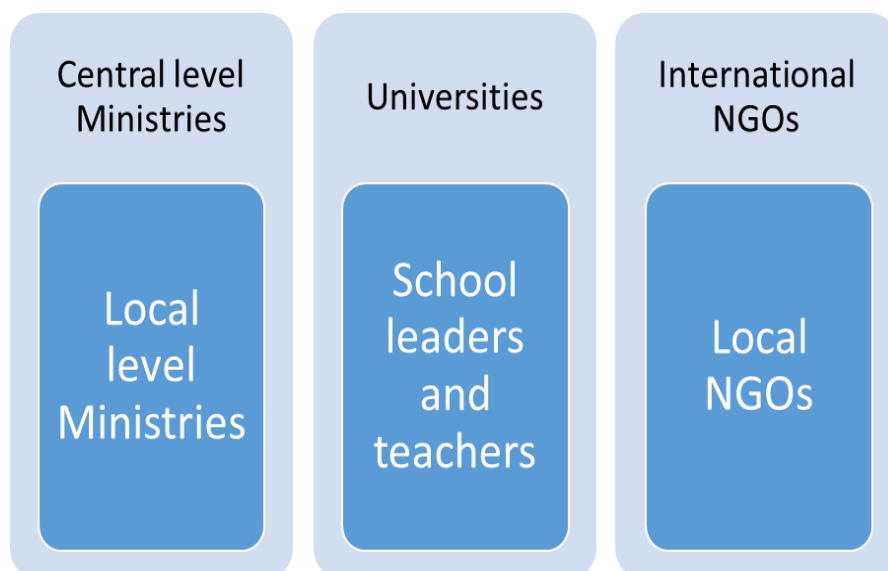 Central level
Ministries
Local
level
Ministries
Universities
School
leaders
and
teachers
International
NGOs
Local
NGOs